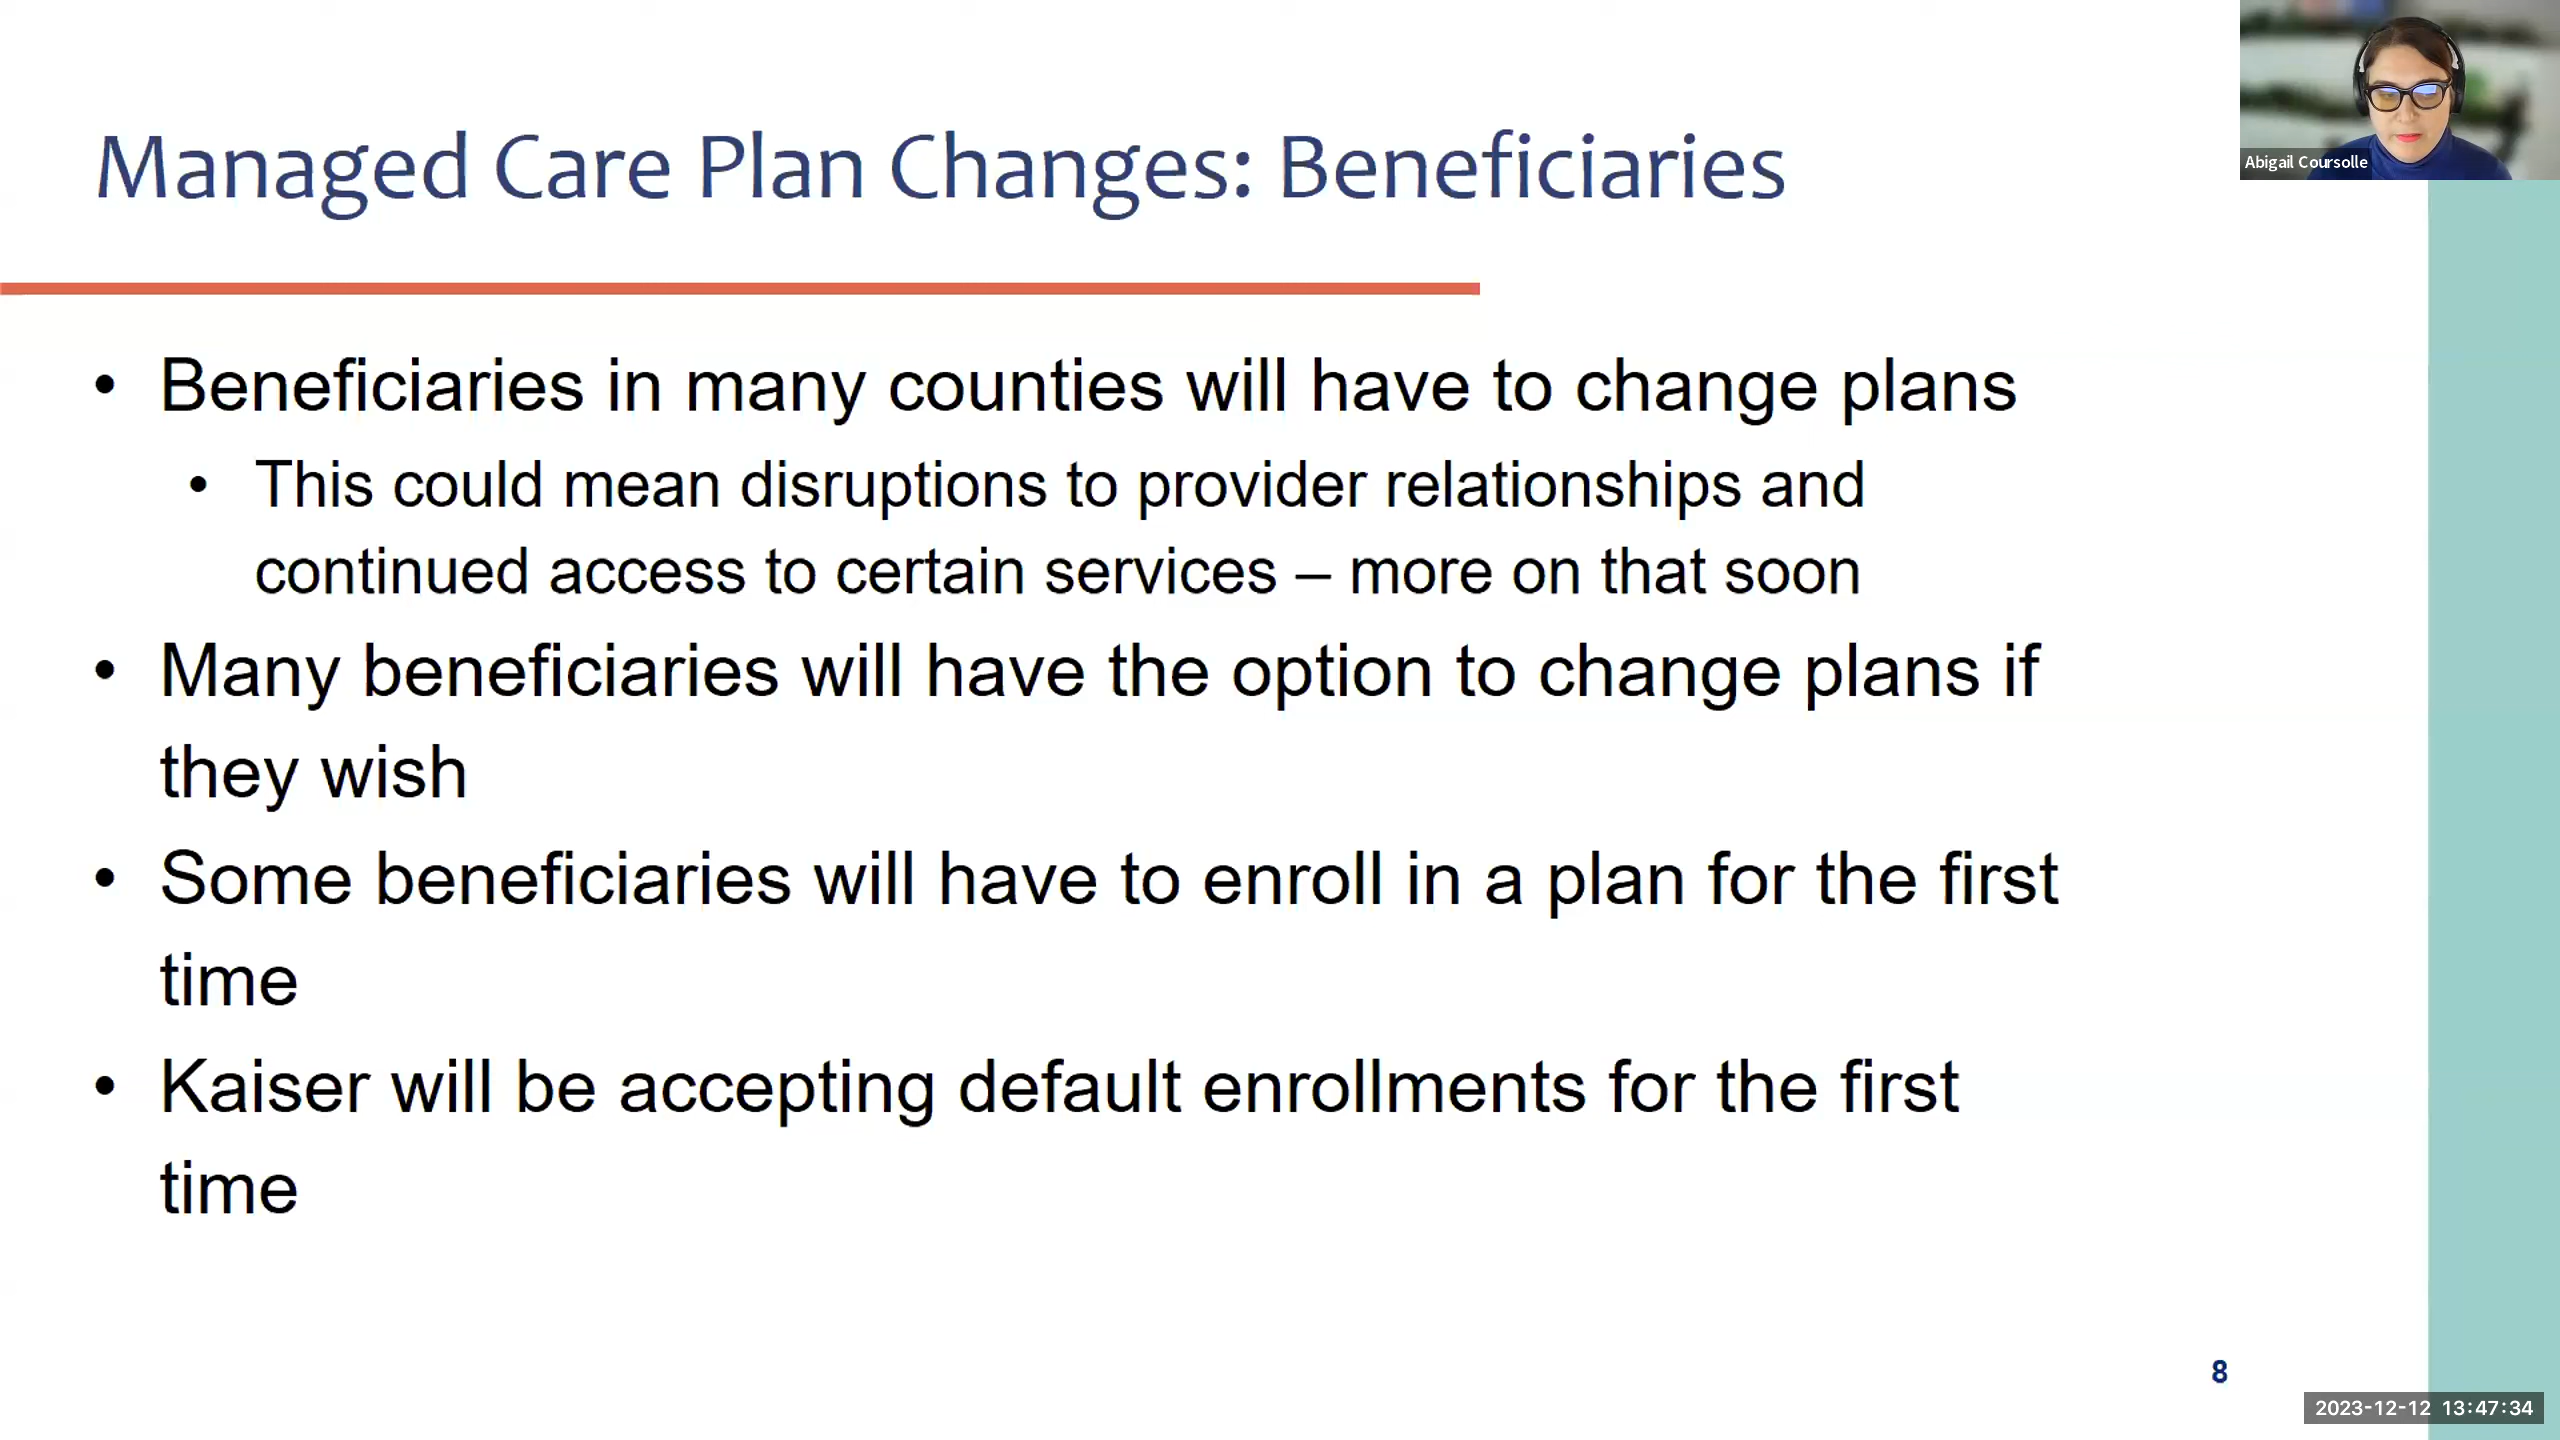 Managed Care Plan Changes: Beneficiaries
Abigail Coursolle
• Beneficiaries in many counties will have to change plans
• This could mean disruptions to provider relationships and
continued access to certain services – more on that soon
• Many beneficiaries will have the option to change plans if
they wish
• Some beneficiaries will have to enroll in a plan for the first
time
• Kaiser will be accepting default enrollments for the first
time
8
2023-12-12 13:47:34